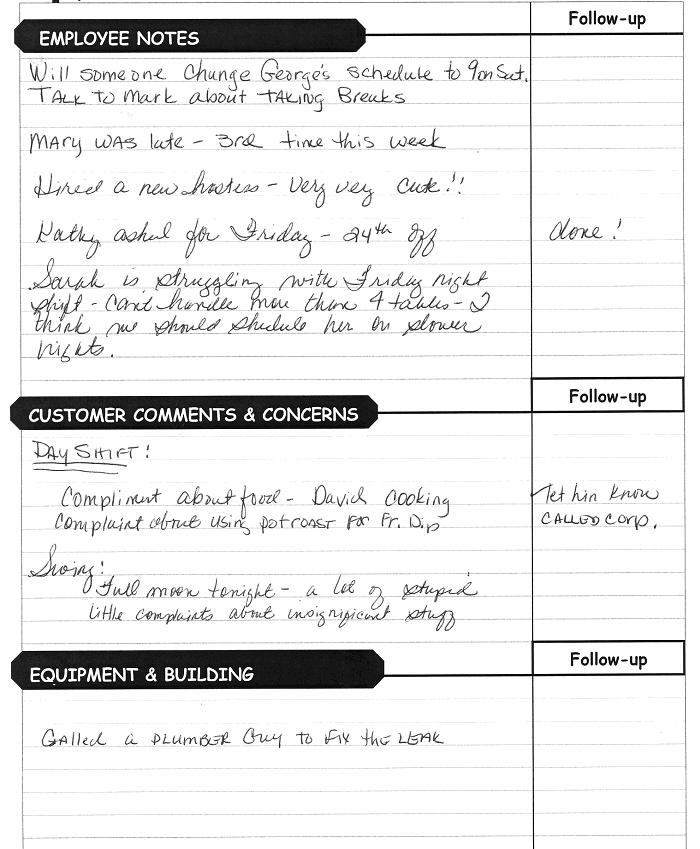 Follow-up
EMPLOYEE NOTES
Will someone Change George's schedule to 9 on Sat.
TALK TO Mark about TAKING Breaks
MARY WAS late - 3rd time this week
Hired a new hostess - Very very cute!!
Kathy asked for Friday - 24th off
done!
Sarah is struggling with Friday night
shift - Can't handle more than 4 tables - I
think we should shedule her on slower
nights.
Follow-up
CUSTOMER COMMENTS & CONCERNS
DAY SHIFT!
Compliment about food - David Cooking
let him know
Complaint about using potroast for Fr. Dip
CALLED Corp.
Swing!
Full moon tonight - a lot of stupid
little complaints about insignificant stuff
Follow-up
EQUIPMENT & BUILDING
Called a PLUMBER Guy to FIX the LEAK